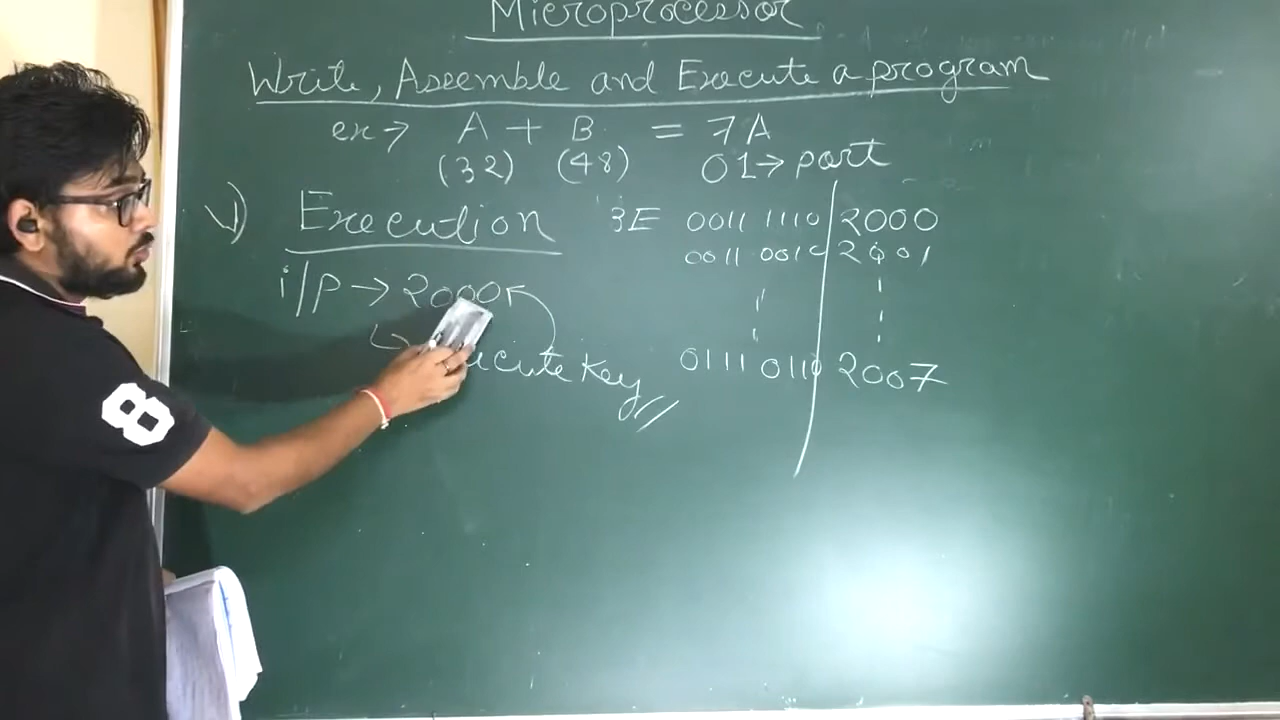 Microprocessor
Write, Assemble and Execute a program
ex → A + B = 7A
(32) (48) 01 → port
v) Execution
3E 0011 1110 2000
0011 0010 2001
i/p → 2000
Key
0111 0110 2007
8